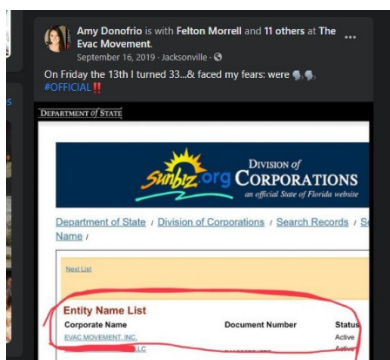 Amy Donofrio is with Felton Morrell and 11 others at The
Evac Movement.
September 16, 2019 · Jacksonville ·
On Friday the 13th I turned 33...& faced my fears: were 🗣️🗣️
#OFFICIAL‼️
DEPARTMENT of STATE
Sunbiz.org
DIVISION of
CORPORATIONS
an official State of Florida website
Department of State / Division of Corporations / Search Records / S
Name /
Next List
Entity Name List
Corporate Name Document Number Status
EVAC MOVEMENT, INC. Active
LLC Active